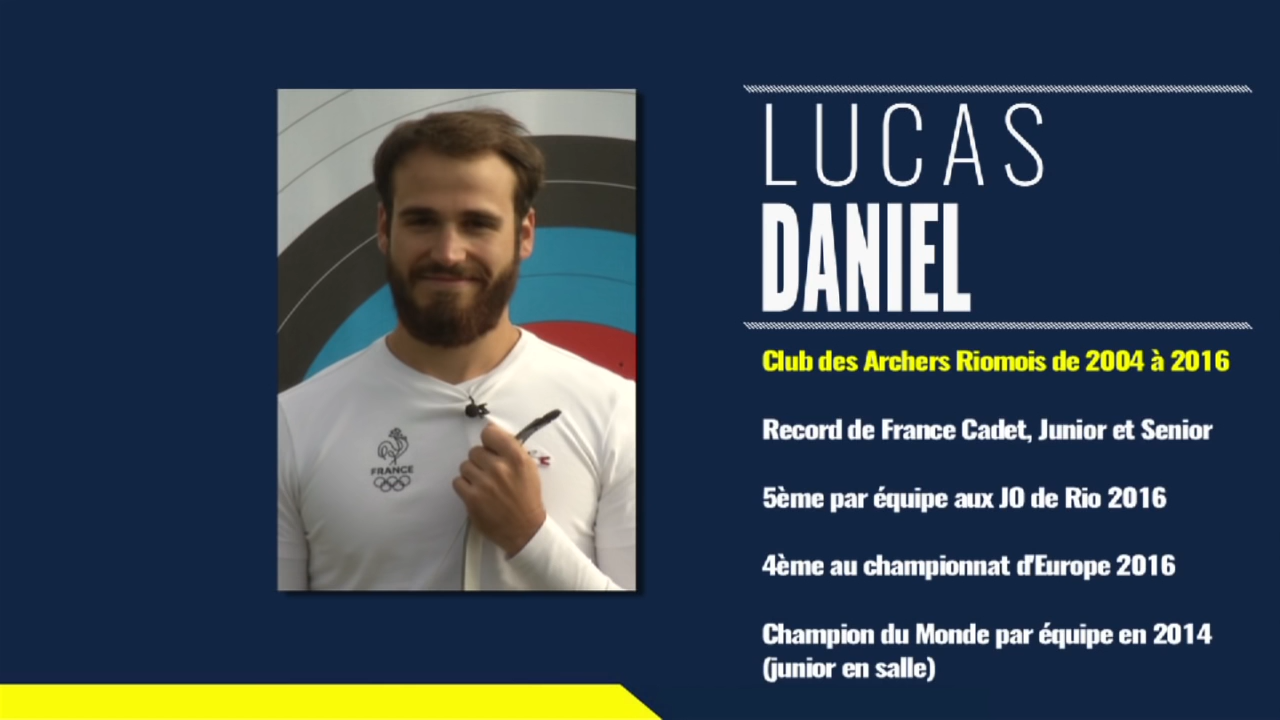 FRANCE
LUCAS
DANIEL
Club des Archers Riomois de 2004 à 2016
Record de France Cadet, Junior et Senior
5ème par équipe aux JO de Rio 2016
4ème au championnat d'Europe 2016
Champion du Monde par équipe en 2014
(junior en salle)